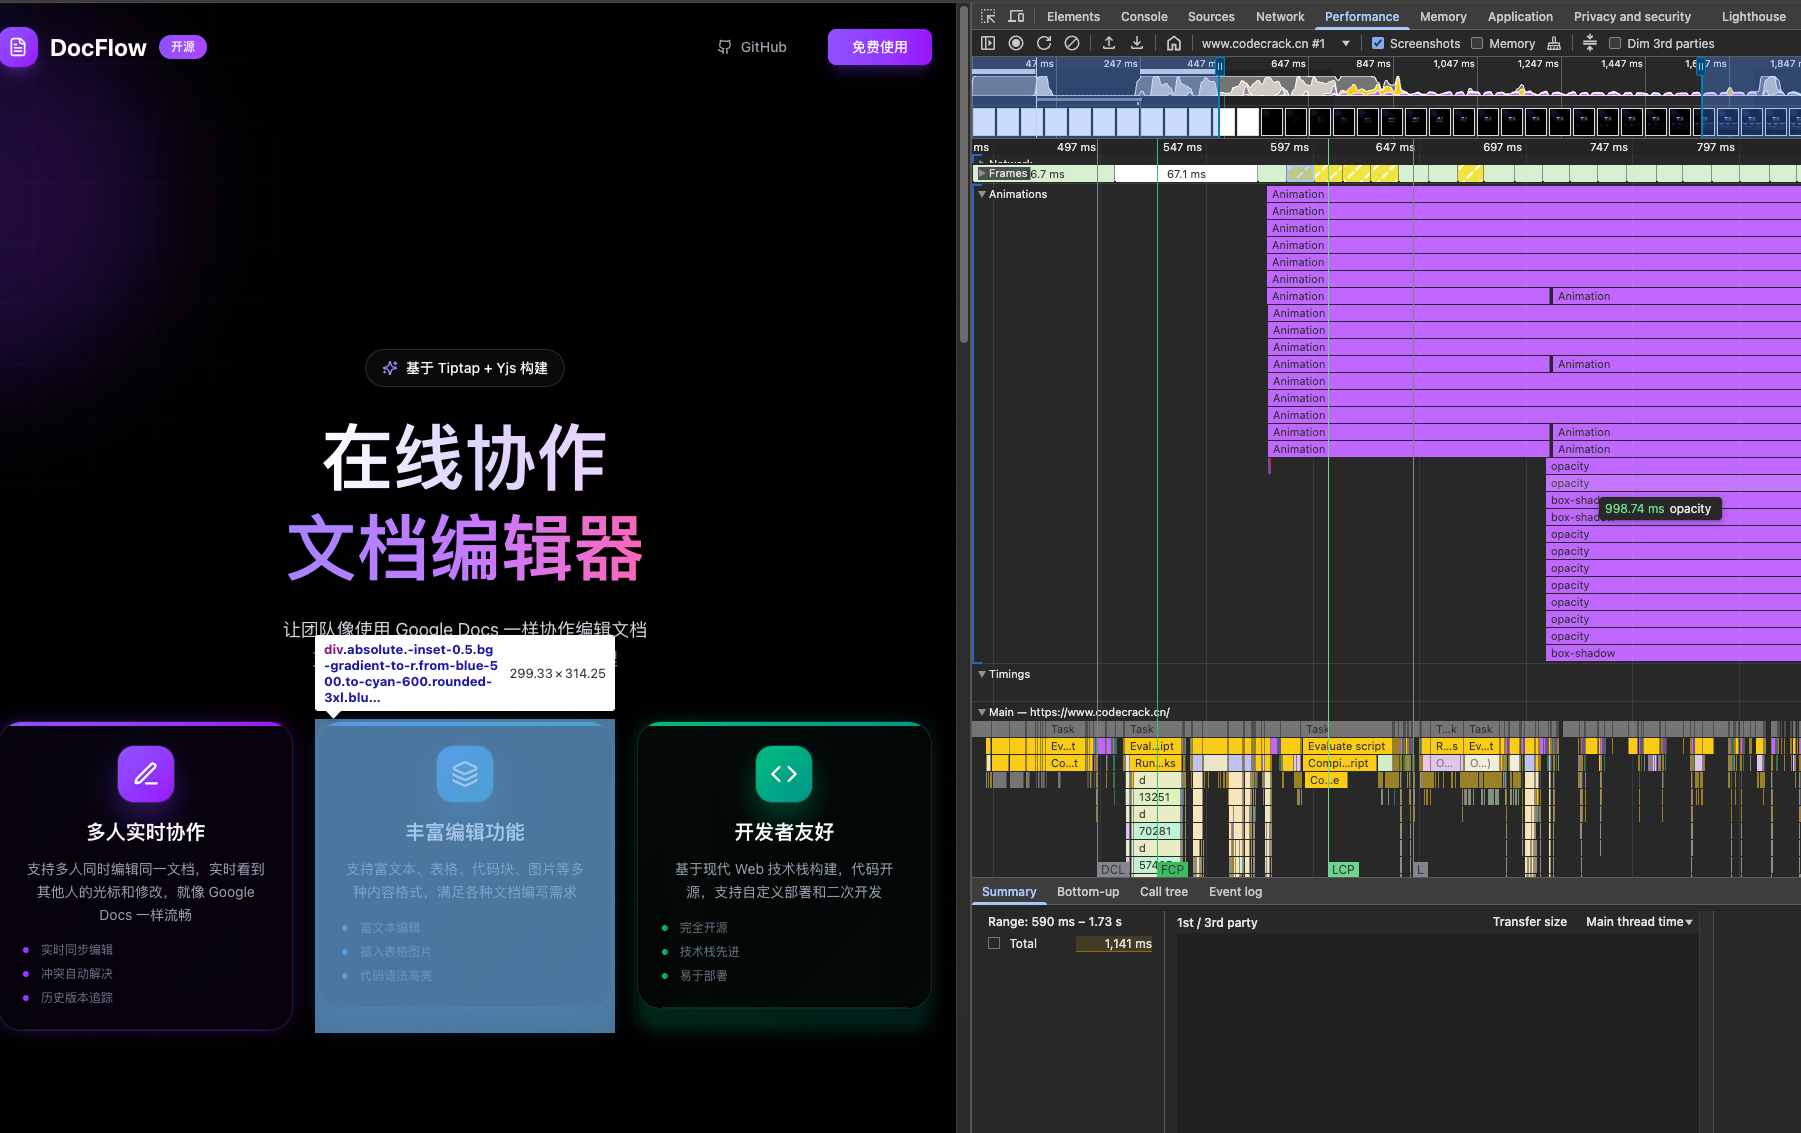 DocFlow 开源
GitHub
免费使用
基于 Tiptap + Yjs 构建
在线协作
文档编辑器
让团队像使用 Google Docs 一样协作编辑文档
div.absolute.-inset-0.5.bg
-gradient-to-r.from-blue-5
00.to-cyan-600.rounded-
3xl.blu...
299.33 × 314.25
多人实时协作
支持多人同时编辑同一文档，实时看到
其他人的光标和修改，就像 Google
Docs 一样流畅
实时同步编辑
冲突自动解决
历史版本追踪
丰富编辑功能
支持富文本、表格、代码块、图片等多
种内容格式，满足各种文档编写需求
富文本编辑
插入表格图片
代码语法高亮
开发者友好
基于现代 Web 技术栈构建，代码开
源，支持自定义部署和二次开发
完全开源
技术栈先进
易于部署
Elements Console Sources Network Performance Memory Application Privacy and security Lighthouse
www.codecrack.cn #1 Screenshots Memory Dim 3rd parties
47 ms 247 ms 447 m 647 ms 847 ms 1,047 ms 1,247 ms 1,447 ms 1,847
ms 497 ms 547 ms 597 ms 647 ms 697 ms 747 ms 797 ms
Network
Frames 6.7 ms 67.1 ms
Animations
Animation
Animation
Animation
Animation
Animation
Animation
Animation Animation
Animation
Animation
Animation
Animation Animation
Animation
Animation
Animation
Animation Animation
Animation Animation
opacity
opacity
box-shad
998.74 ms opacity
box-shadow
opacity
opacity
opacity
opacity
opacity
opacity
opacity
box-shadow
Timings
Main — https://www.codecrack.cn/
Task Task Task T...k Task
Ev...t Eval...ipt Evaluate script R...s Ev...t
Co...t Run...ks Compi...ript O... O...)
d Co...e
13251
d
70281
d
DCL FCP LCP L
Summary Bottom-up Call tree Event log
Range: 590 ms – 1.73 s
Total 1,141 ms
1st / 3rd party Transfer size Main thread time